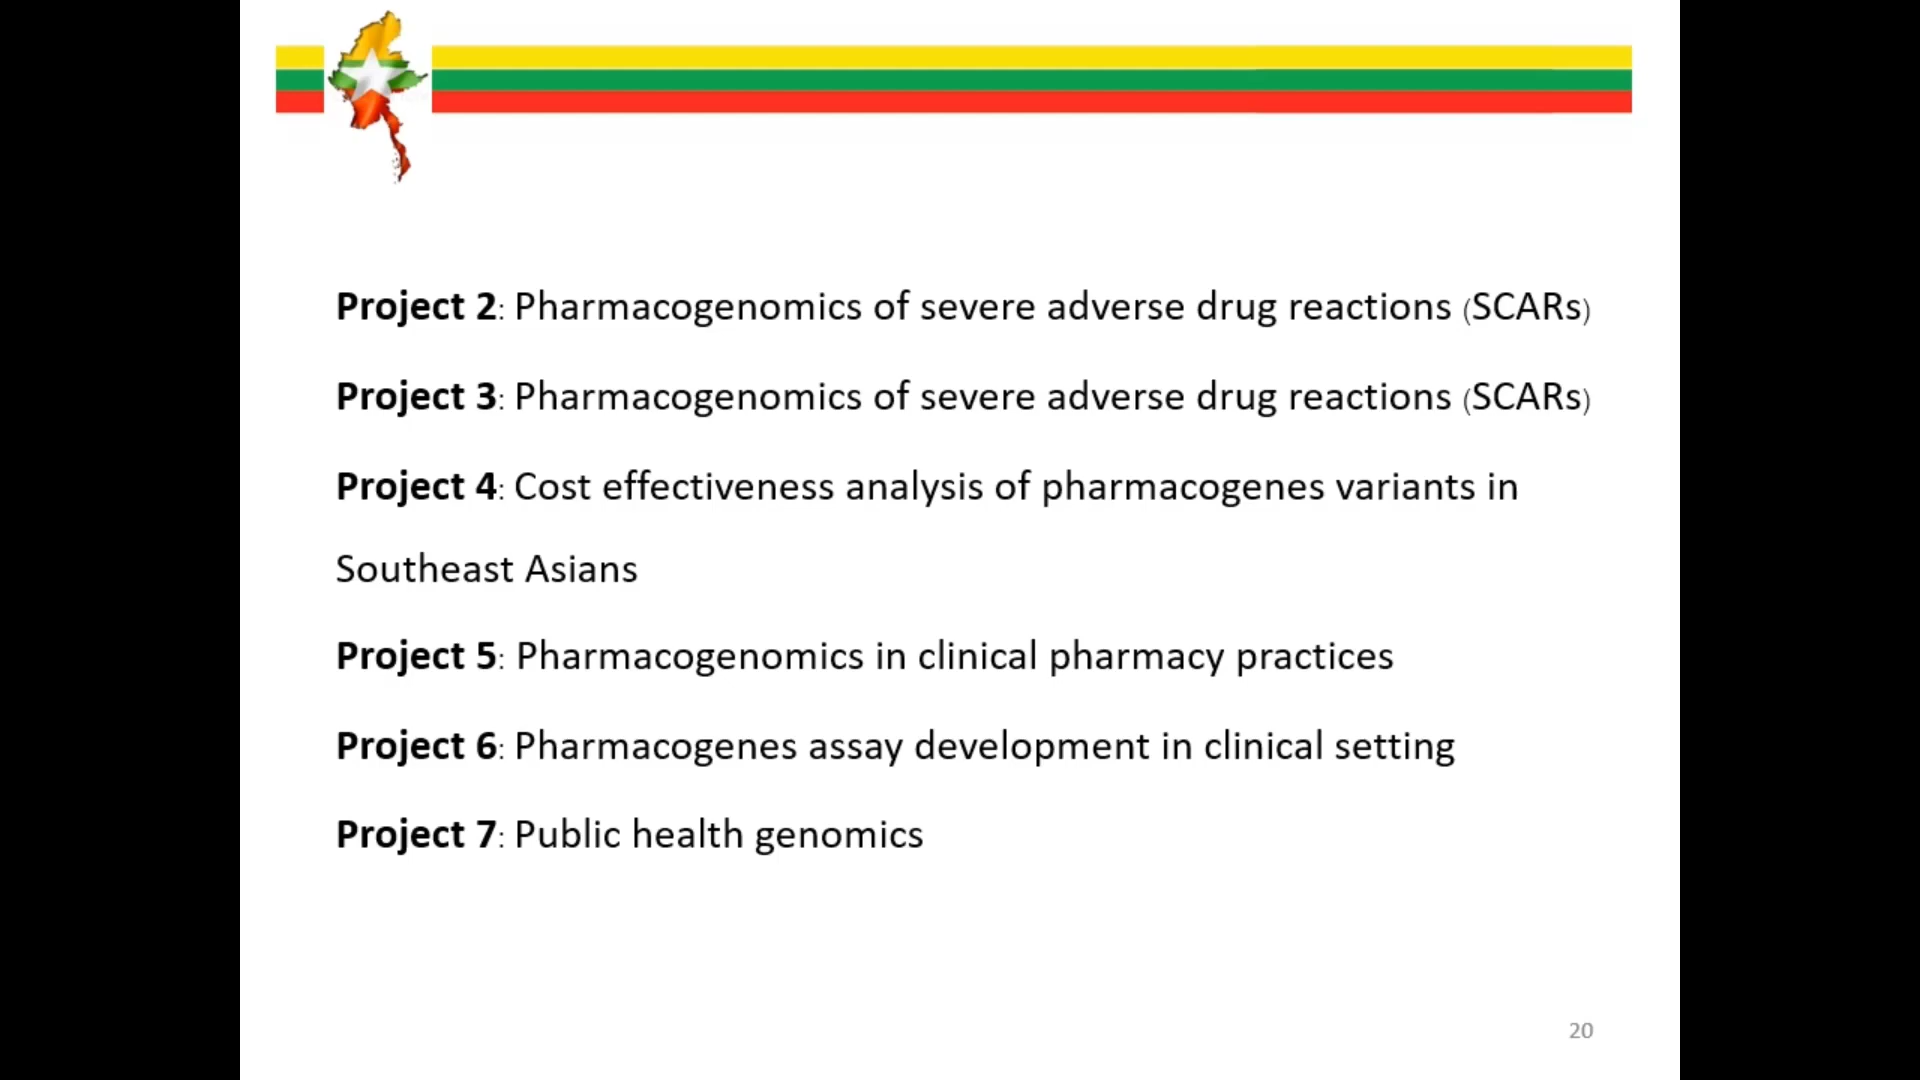 Project 2: Pharmacogenomics of severe adverse drug reactions (SCARs)
Project 3: Pharmacogenomics of severe adverse drug reactions (SCARs)
Project 4: Cost effectiveness analysis of pharmacogenes variants in
Southeast Asians
Project 5: Pharmacogenomics in clinical pharmacy practices
Project 6: Pharmacogenes assay development in clinical setting
Project 7: Public health genomics
20